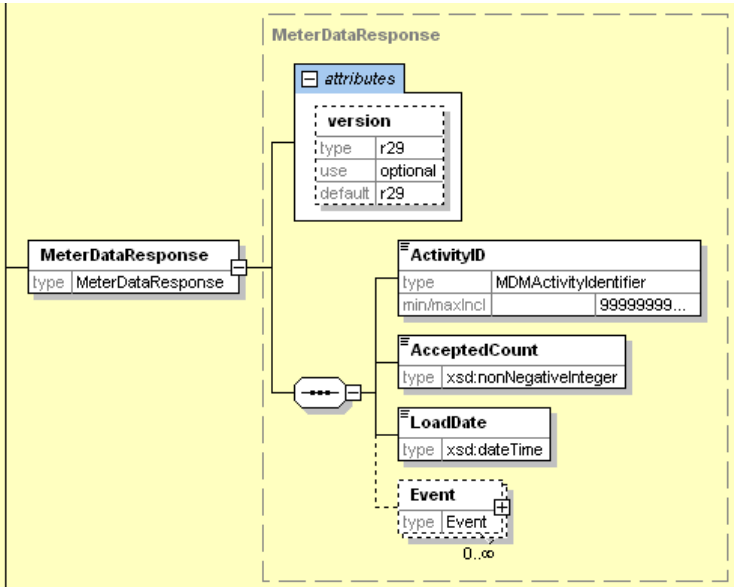 MeterDataResponse
attributes
version
type r29
use optional
default r29
MeterDataResponse
type MeterDataResponse
ActivityID
type MDMActivityIdentifier
min/maxIncl 99999999...
AcceptedCount
type xsd:nonNegativeInteger
LoadDate
type xsd:dateTime
Event
type Event
0..∞